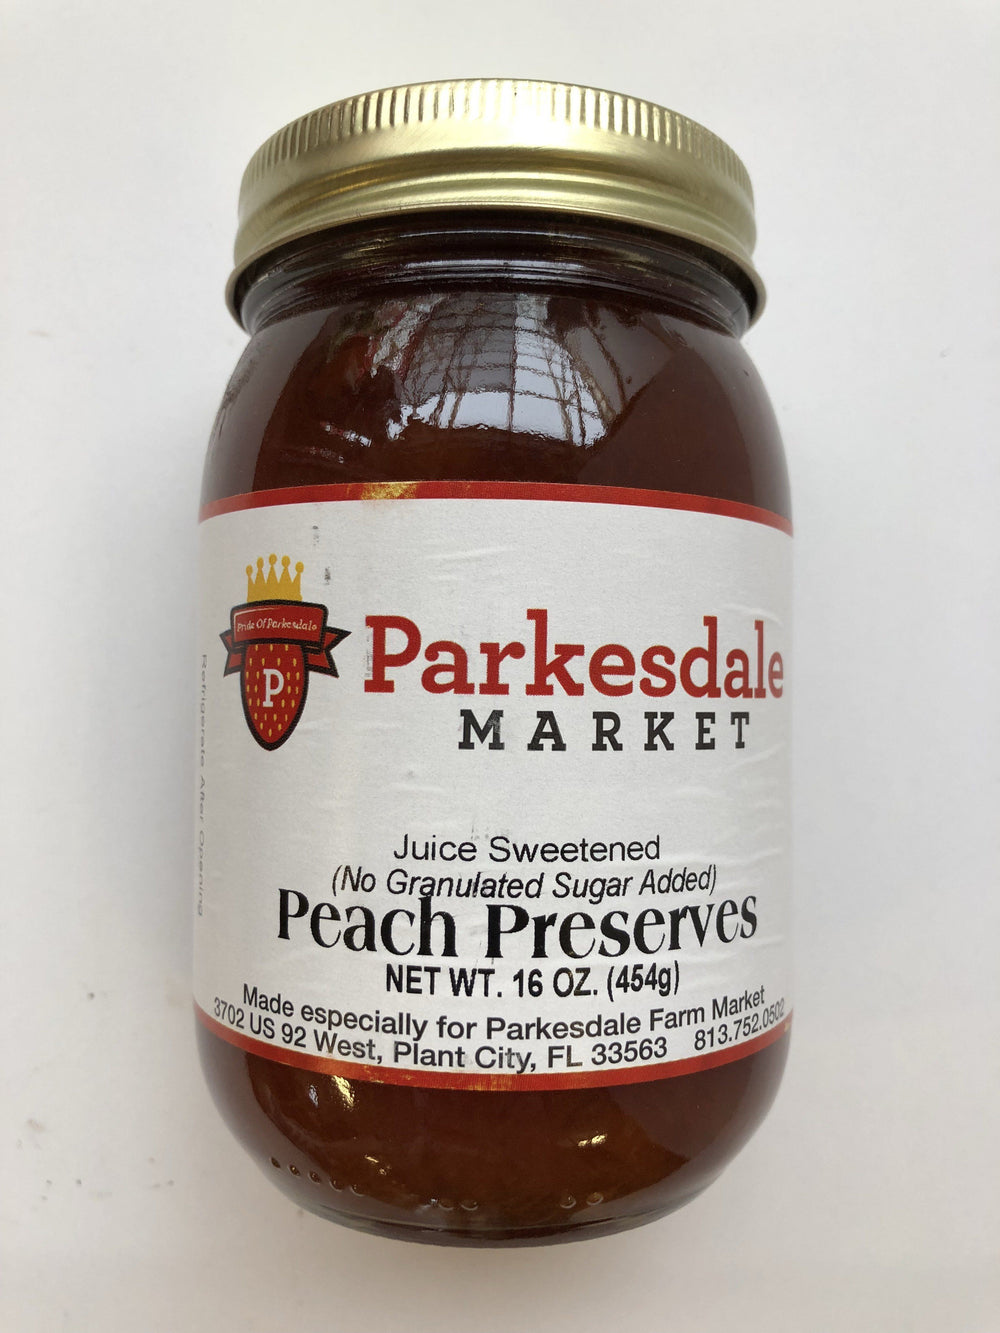 Pride Of Parkesdale
P
Parkesdale
MARKET
Refrigerate After Opening
Juice Sweetened
(No Granulated Sugar Added)
Peach Preserves
NET WT. 16 OZ. (454g)
Made especially for Parkesdale Farm Market
3702 US 92 West, Plant City, FL 33563 813.752.0502